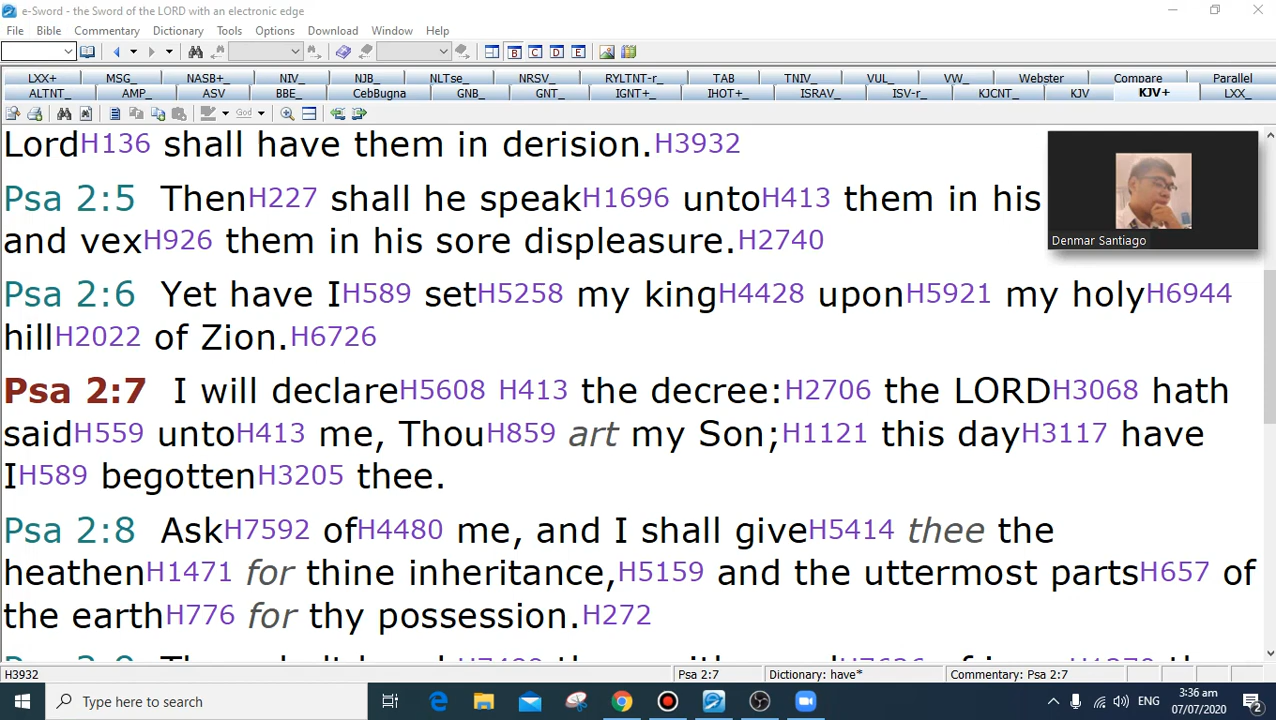 e-Sword - the Sword of the LORD with an electronic edge
File Bible Commentary Dictionary Tools Options Download Window Help
B C D E
LXX+ MSG_ NASB+_ NIV_ NJB_ NLTse_ NRSV_ RYLTNT-r_ TAB TNIV_ VUL_ VW_ Webster Compare Parallel
ALTNT_ AMP_ ASV BBE_ CebBugna GNB_ GNT_ IGNT+_ IHOT+_ ISRAV_ ISV-r_ KJCNT_ KJV KJV+ LXX_
God
LordH136 shall have them in derision.H3932
Psa 2:5 ThenH227 shall he speakH1696 untoH413 them in his
and vexH926 them in his sore displeasure.H2740
Denmar Santiago
Psa 2:6 Yet have IH589 setH5258 my kingH4428 uponH5921 my holyH6944
hillH2022 of Zion.H6726
Psa 2:7 I will declareH5608 H413 the decree:H2706 the LORDH3068 hath
saidH559 untoH413 me, ThouH859 art my Son;H1121 this dayH3117 have
IH589 begottenH3205 thee.
Psa 2:8 AskH7592 ofH4480 me, and I shall giveH5414 thee the
heathenH1471 for thine inheritance,H5159 and the uttermost partsH657 of
the earthH776 for thy possession.H272
H3932 Psa 2:7 Dictionary: have* Commentary: Psa 2:7
Type here to search
ENG
3:36 am
07/07/2020
2